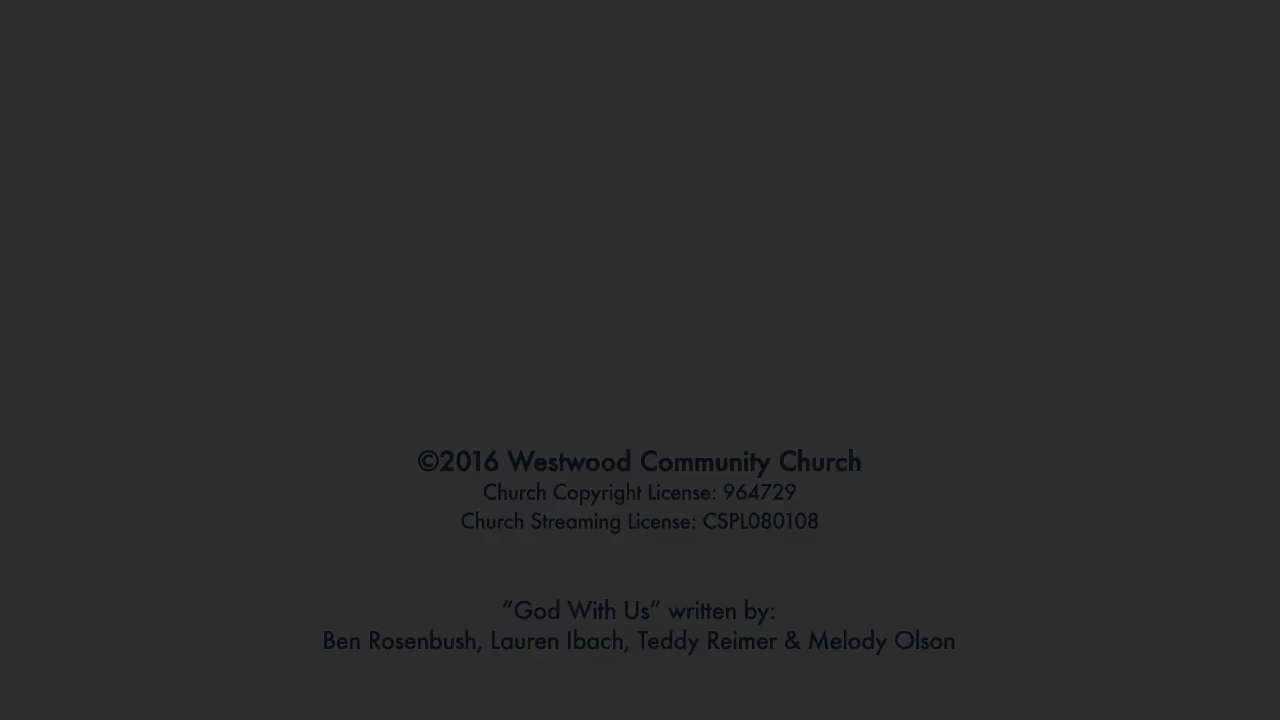 ©2016 Westwood Community Church
Church Copyright License: 964729
Church Streaming License: CSPL080108
“God With Us” written by:
Ben Rosenbush, Lauren Ibach, Teddy Reimer & Melody Olson